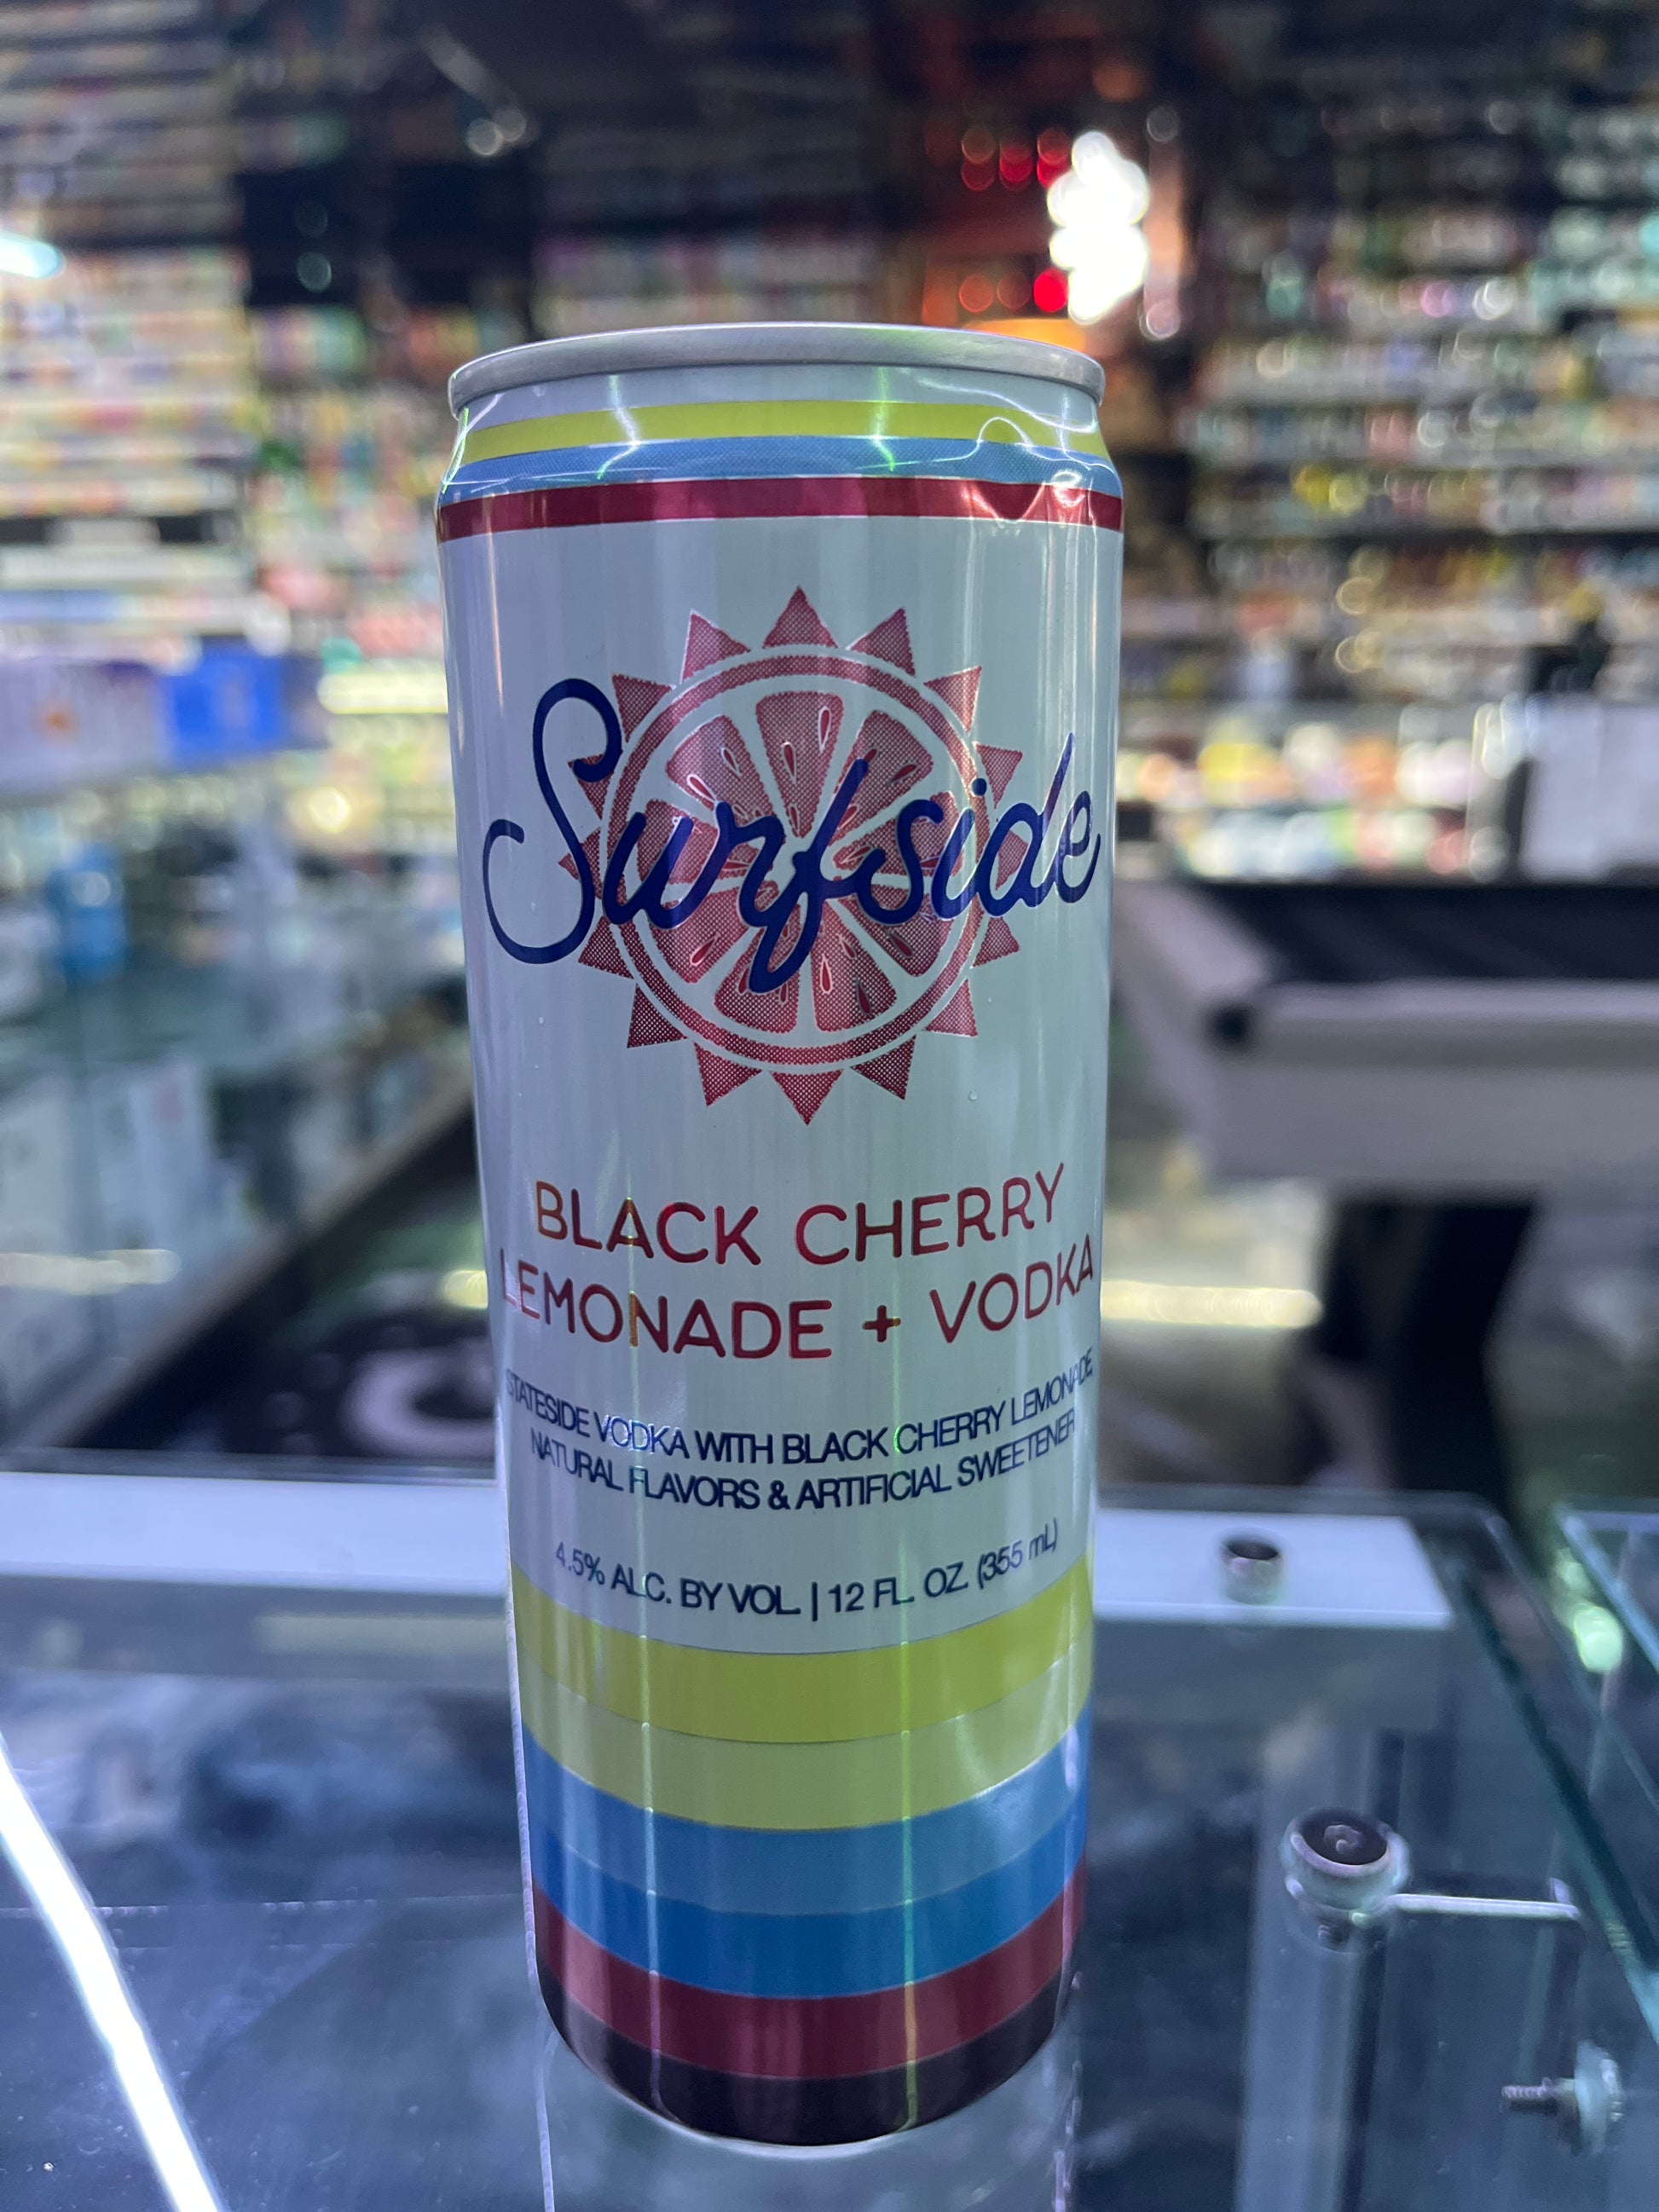 Surfside
BLACK CHERRY
LEMONADE + VODKA
STATESIDE VODKA WITH BLACK CHERRY LEMONADE
NATURAL FLAVORS & ARTIFICIAL SWEETENER
4.5% ALC. BY VOL. | 12 FL. OZ. (355 mL)